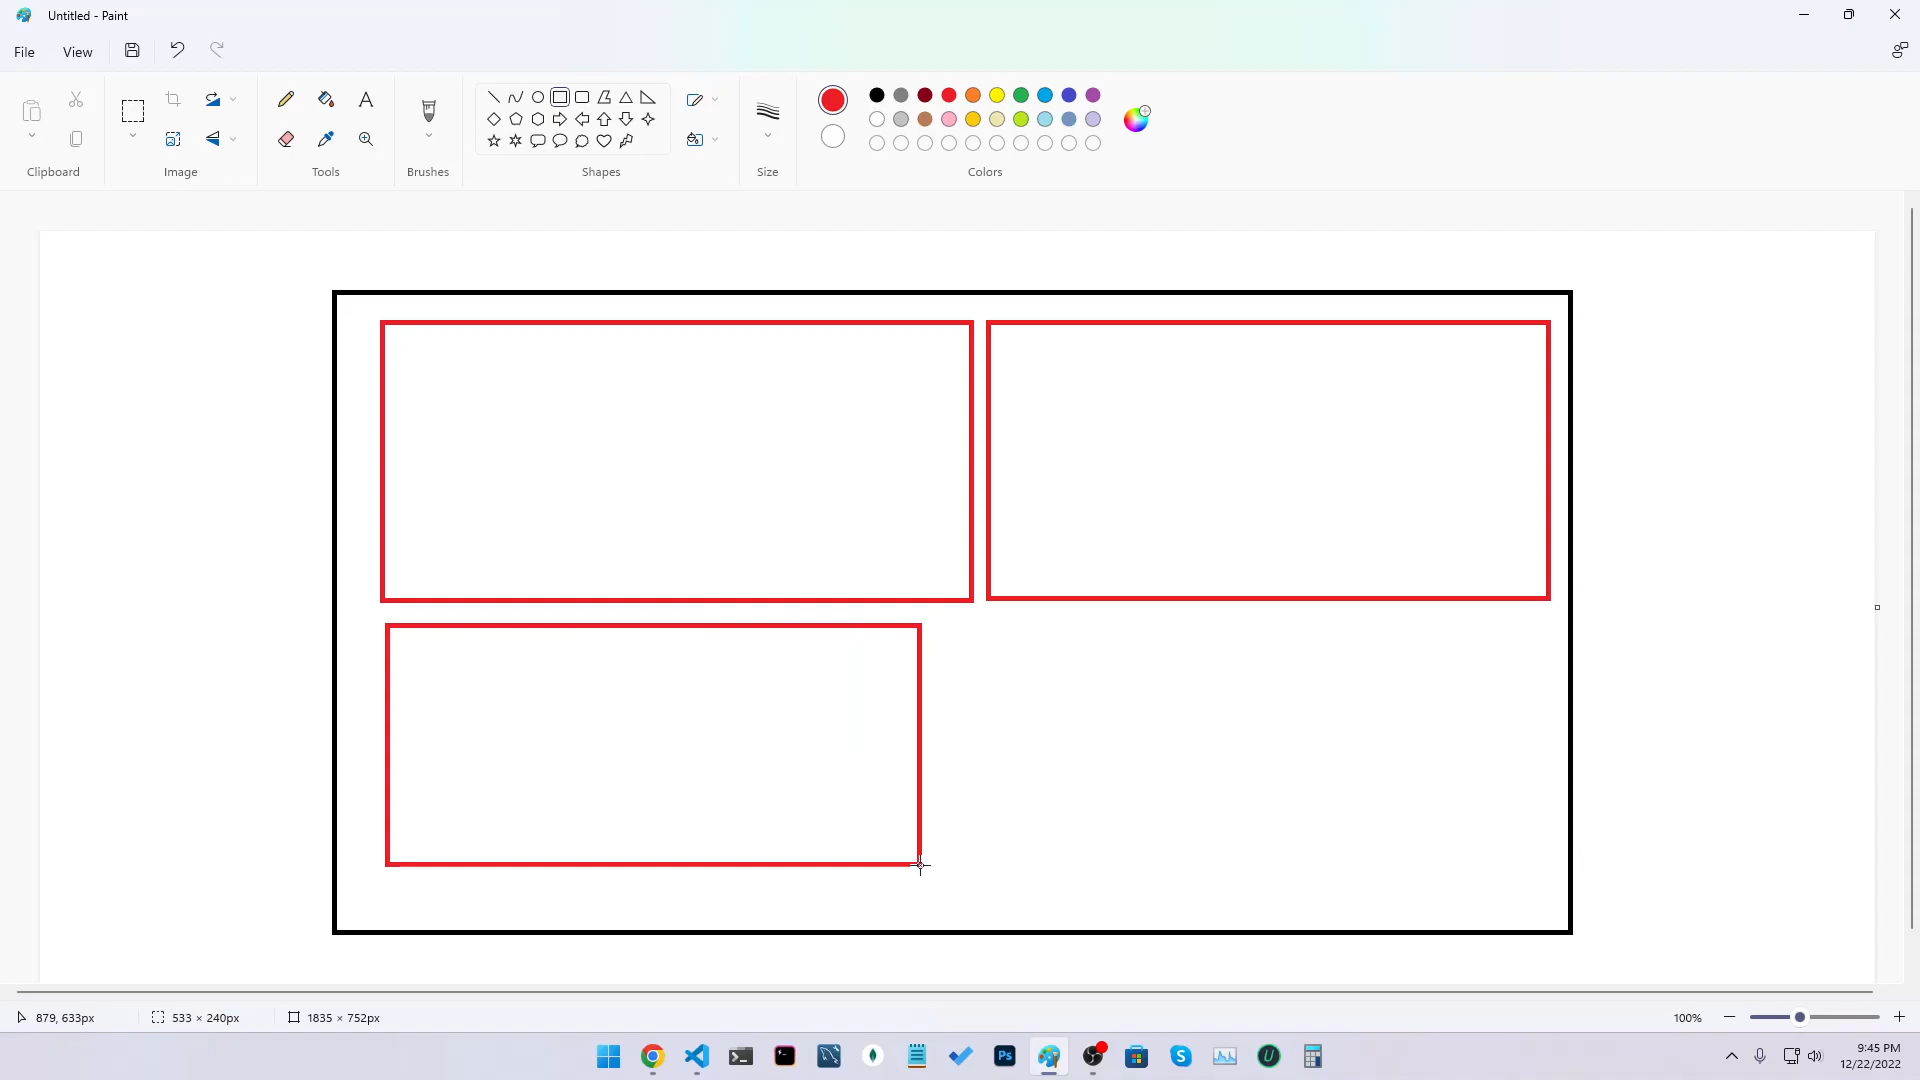 Untitled - Paint
File
View
Clipboard
Image
Tools
Brushes
Shapes
Size
Colors
879, 633px
533 × 240px
1835 × 752px
100%
Ps
S
U
9:45 PM
12/22/2022